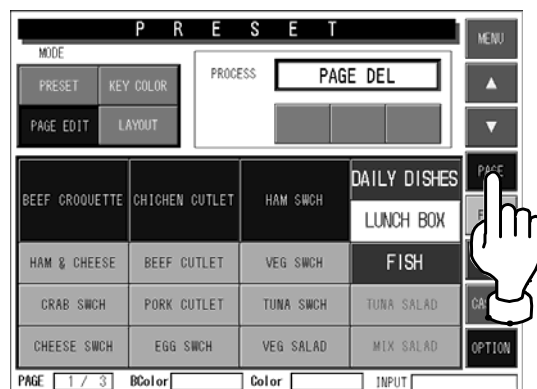 PRESET
MENU
MODE
PRESET KEY COLOR
PAGE EDIT LAYOUT
PROCESS PAGE DEL
PAGE
BEEF CROQUETTE CHICHEN CUTLET HAM SWCH DAILY DISHES
LUNCH BOX
HAM & CHEESE BEEF CUTLET VEG SWCH FISH
CRAB SWCH PORK CUTLET TUNA SWCH TUNA SALAD
CHEESE SWCH EGG SWCH VEG SALAD MIX SALAD
OPTION
PAGE 1 / 3 BColor Color INPUT